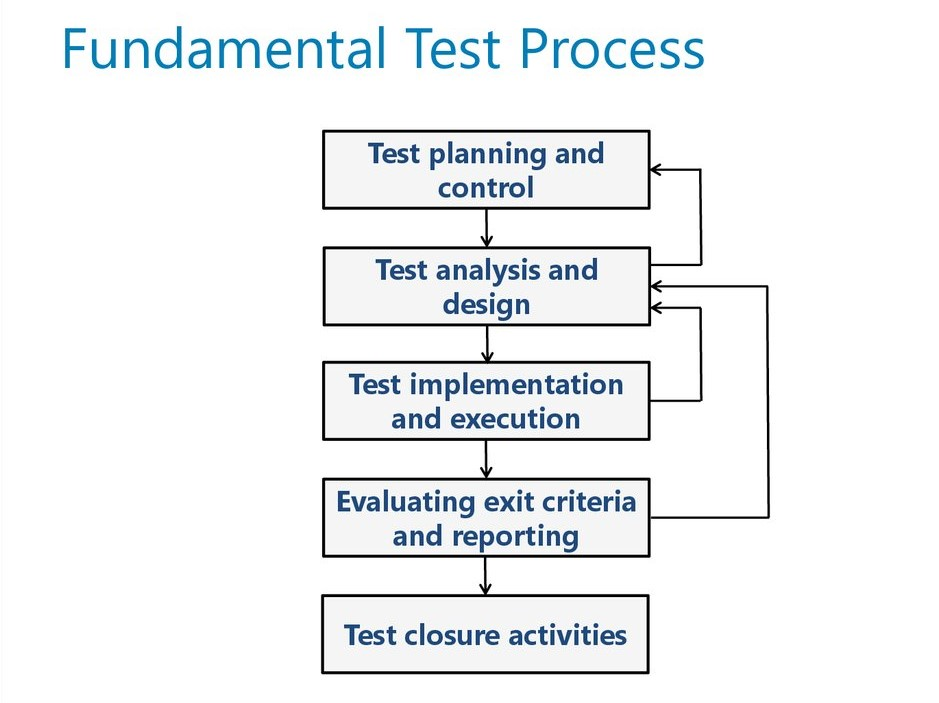 Fundamental Test Process
Test planning and
control
Test analysis and
design
Test implementation
and execution
Evaluating exit criteria
and reporting
Test closure activities